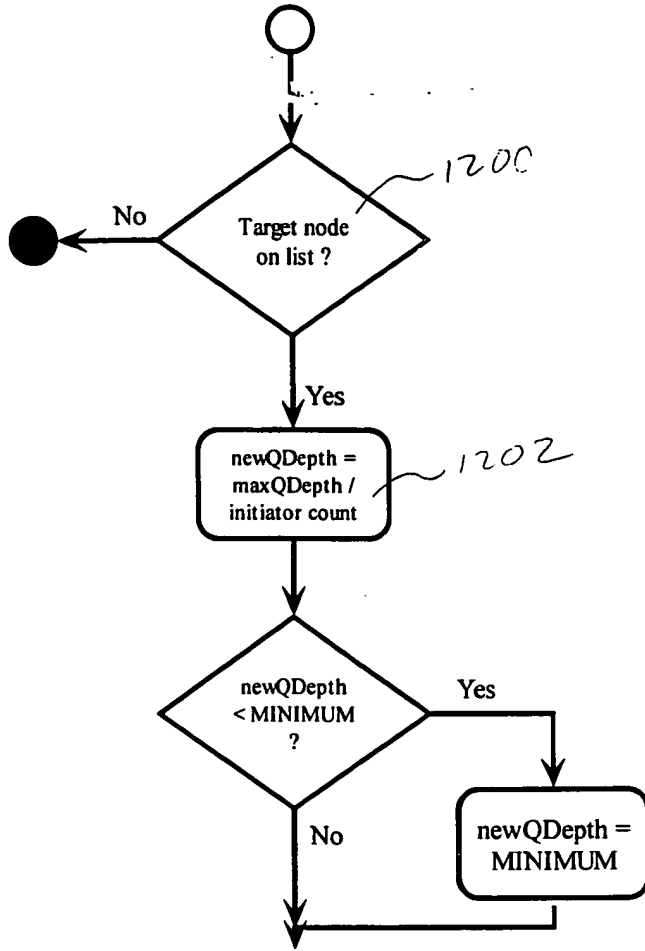 1200
No
Target node
on list ?
Yes
newQDepth =
maxQDepth /
initiator count
1202
newQDepth
< MINIMUM
?
Yes
No
newQDepth =
MINIMUM